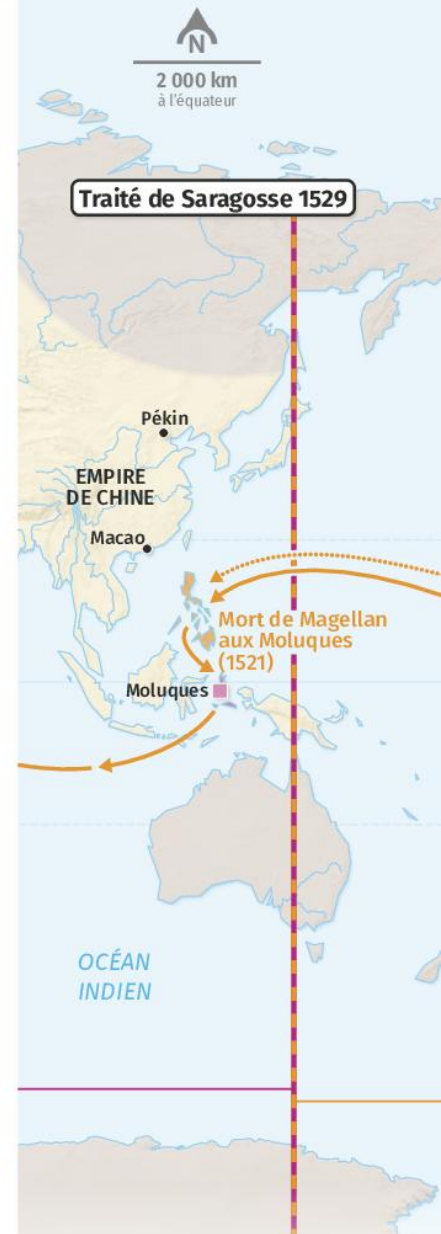 N
2 000 km
à l'équateur
Traité de Saragosse 1529
Pékin
EMPIRE
DE CHINE
Macao
Mort de Magellan
aux Moluques
(1521)
Moluques
OCÉAN
INDIEN